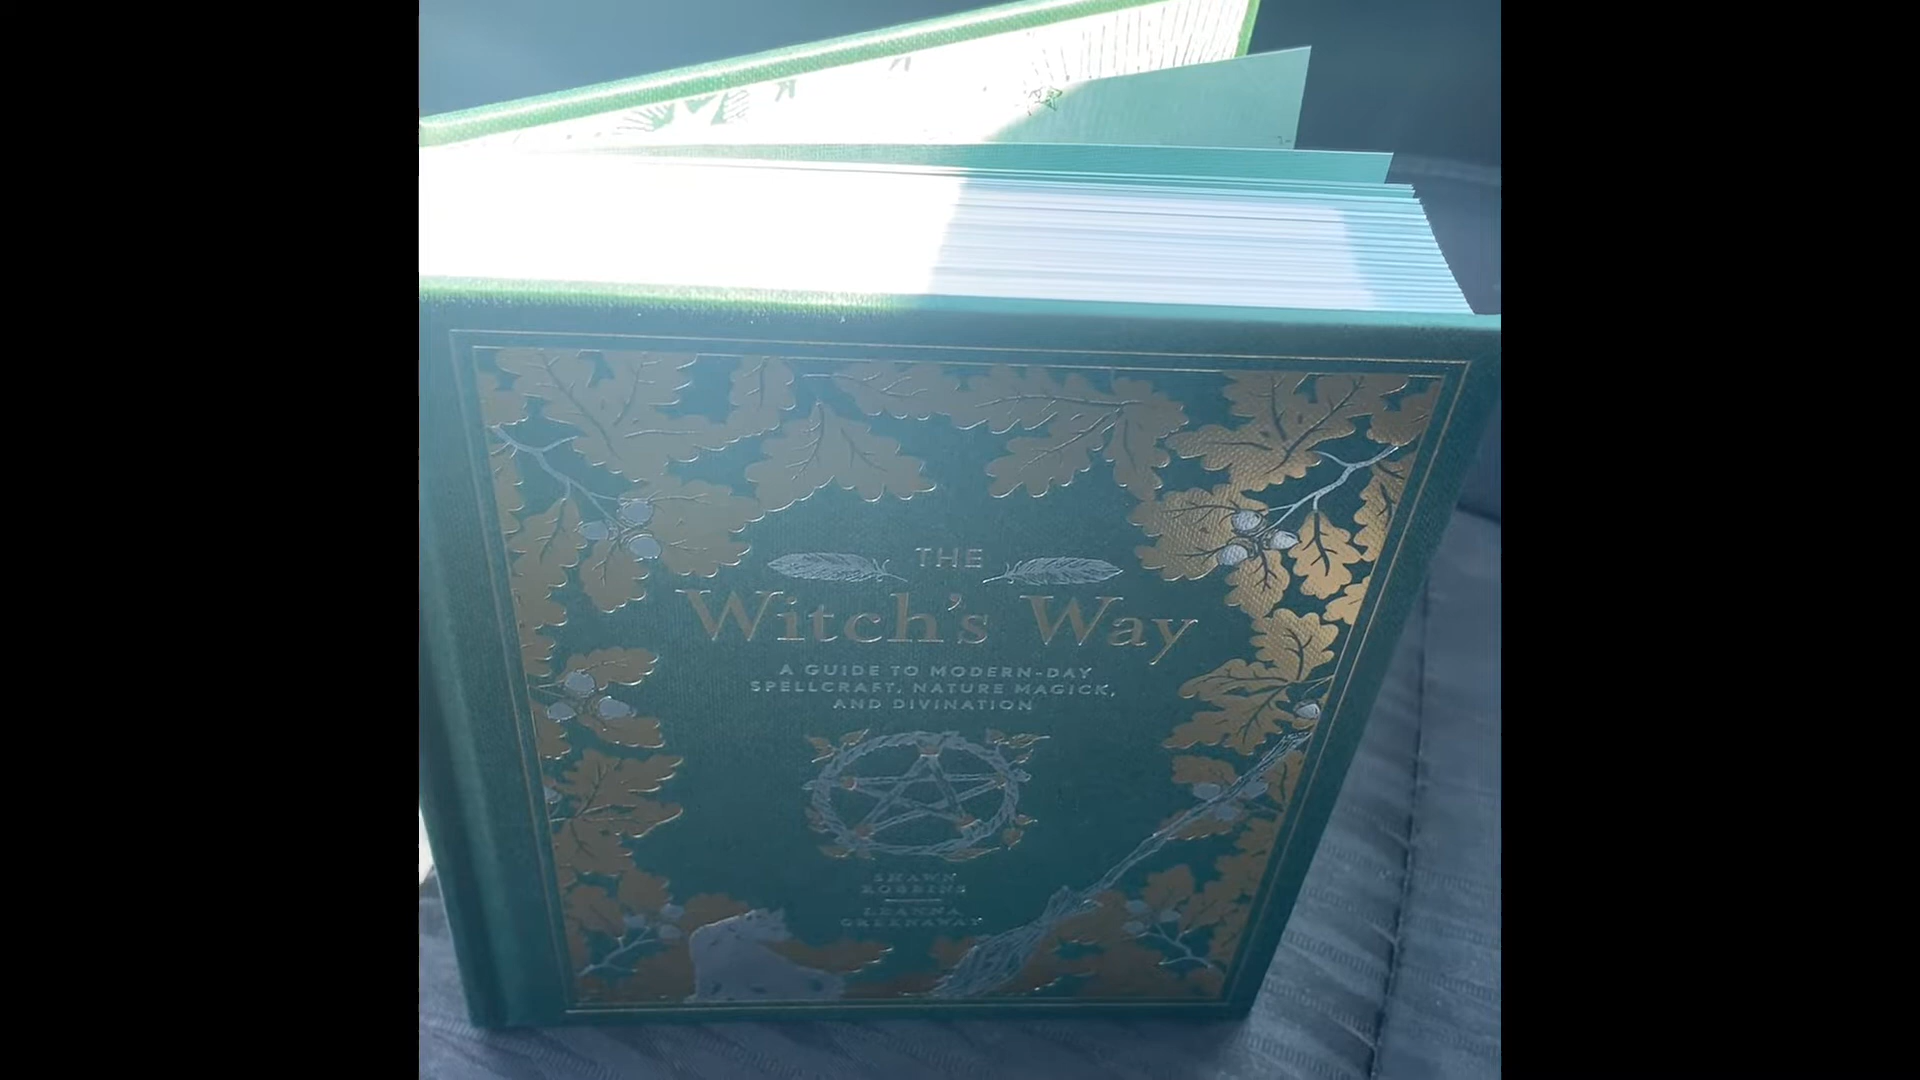 THE
Witch's Way
A GUIDE TO MODERN-DAY
SPELLCRAFT, NATURE MAGICK,
AND DIVINATION
SHAWN
ROBBINS
LEANNA
GREENAWAY